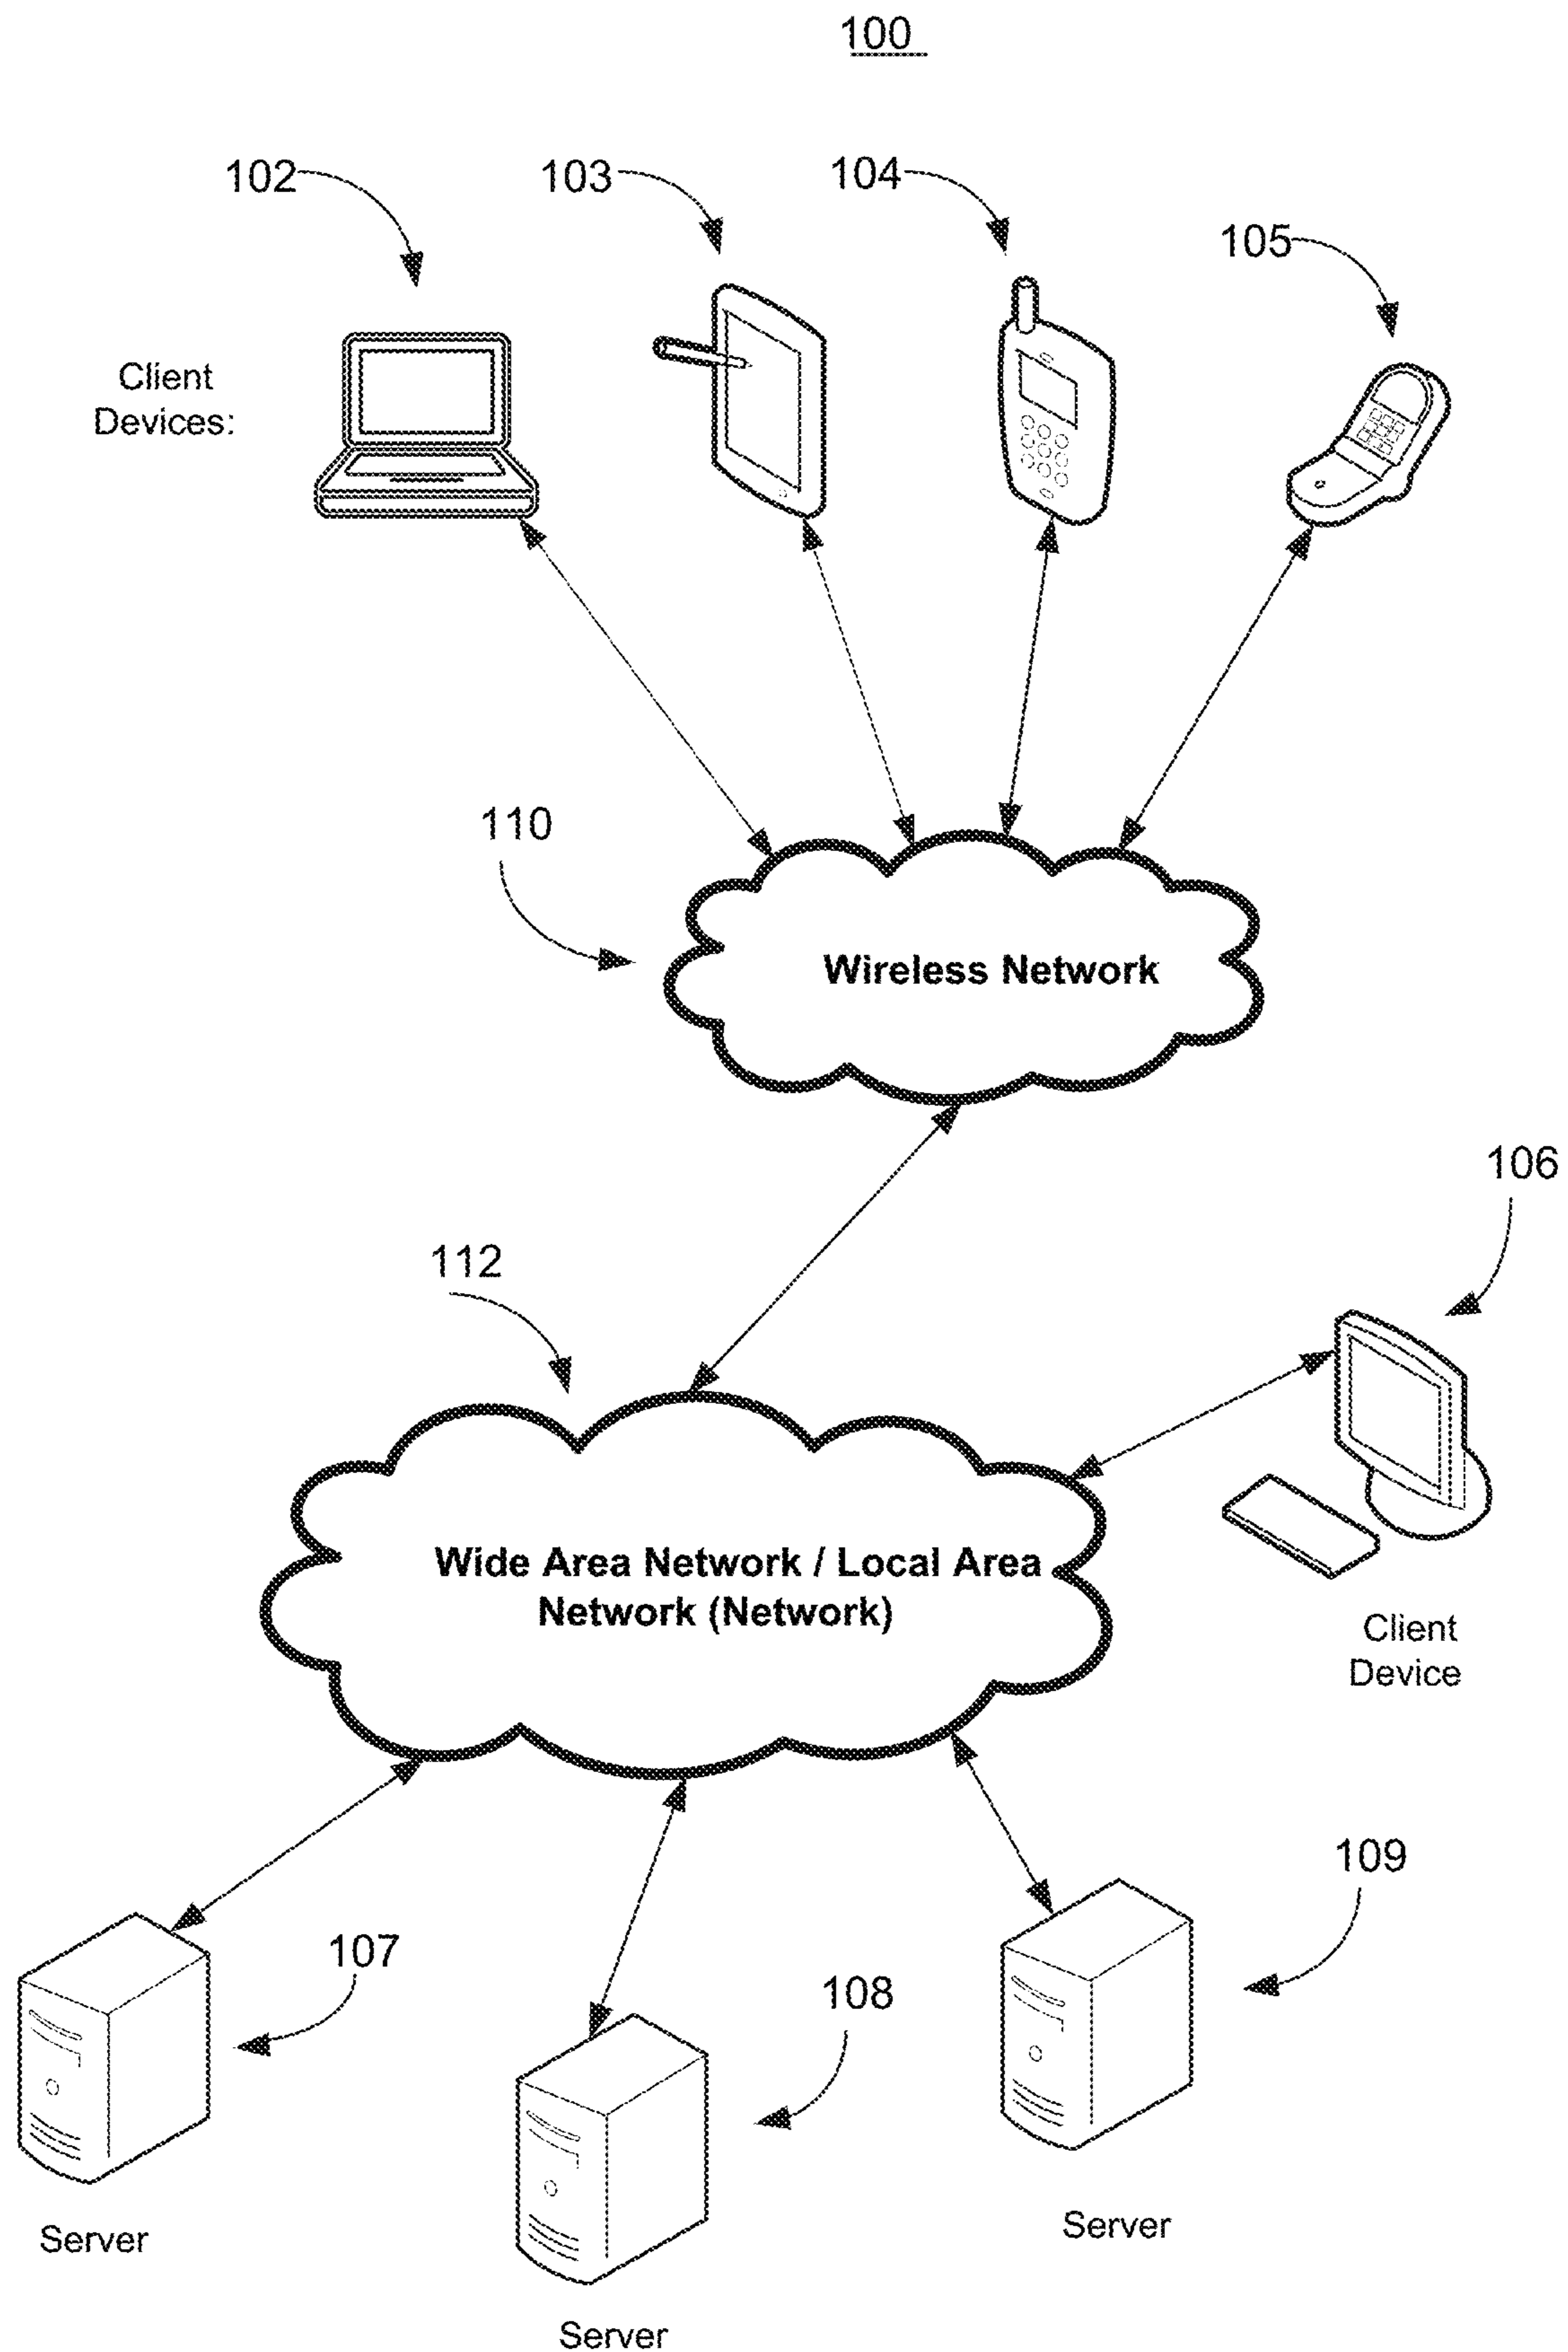 100
102
103
104
105
Client
Devices:
110
Wireless Network
106
112
Wide Area Network / Local Area
Network (Network)
Client
Device
109
107
108
Server
Server
Server